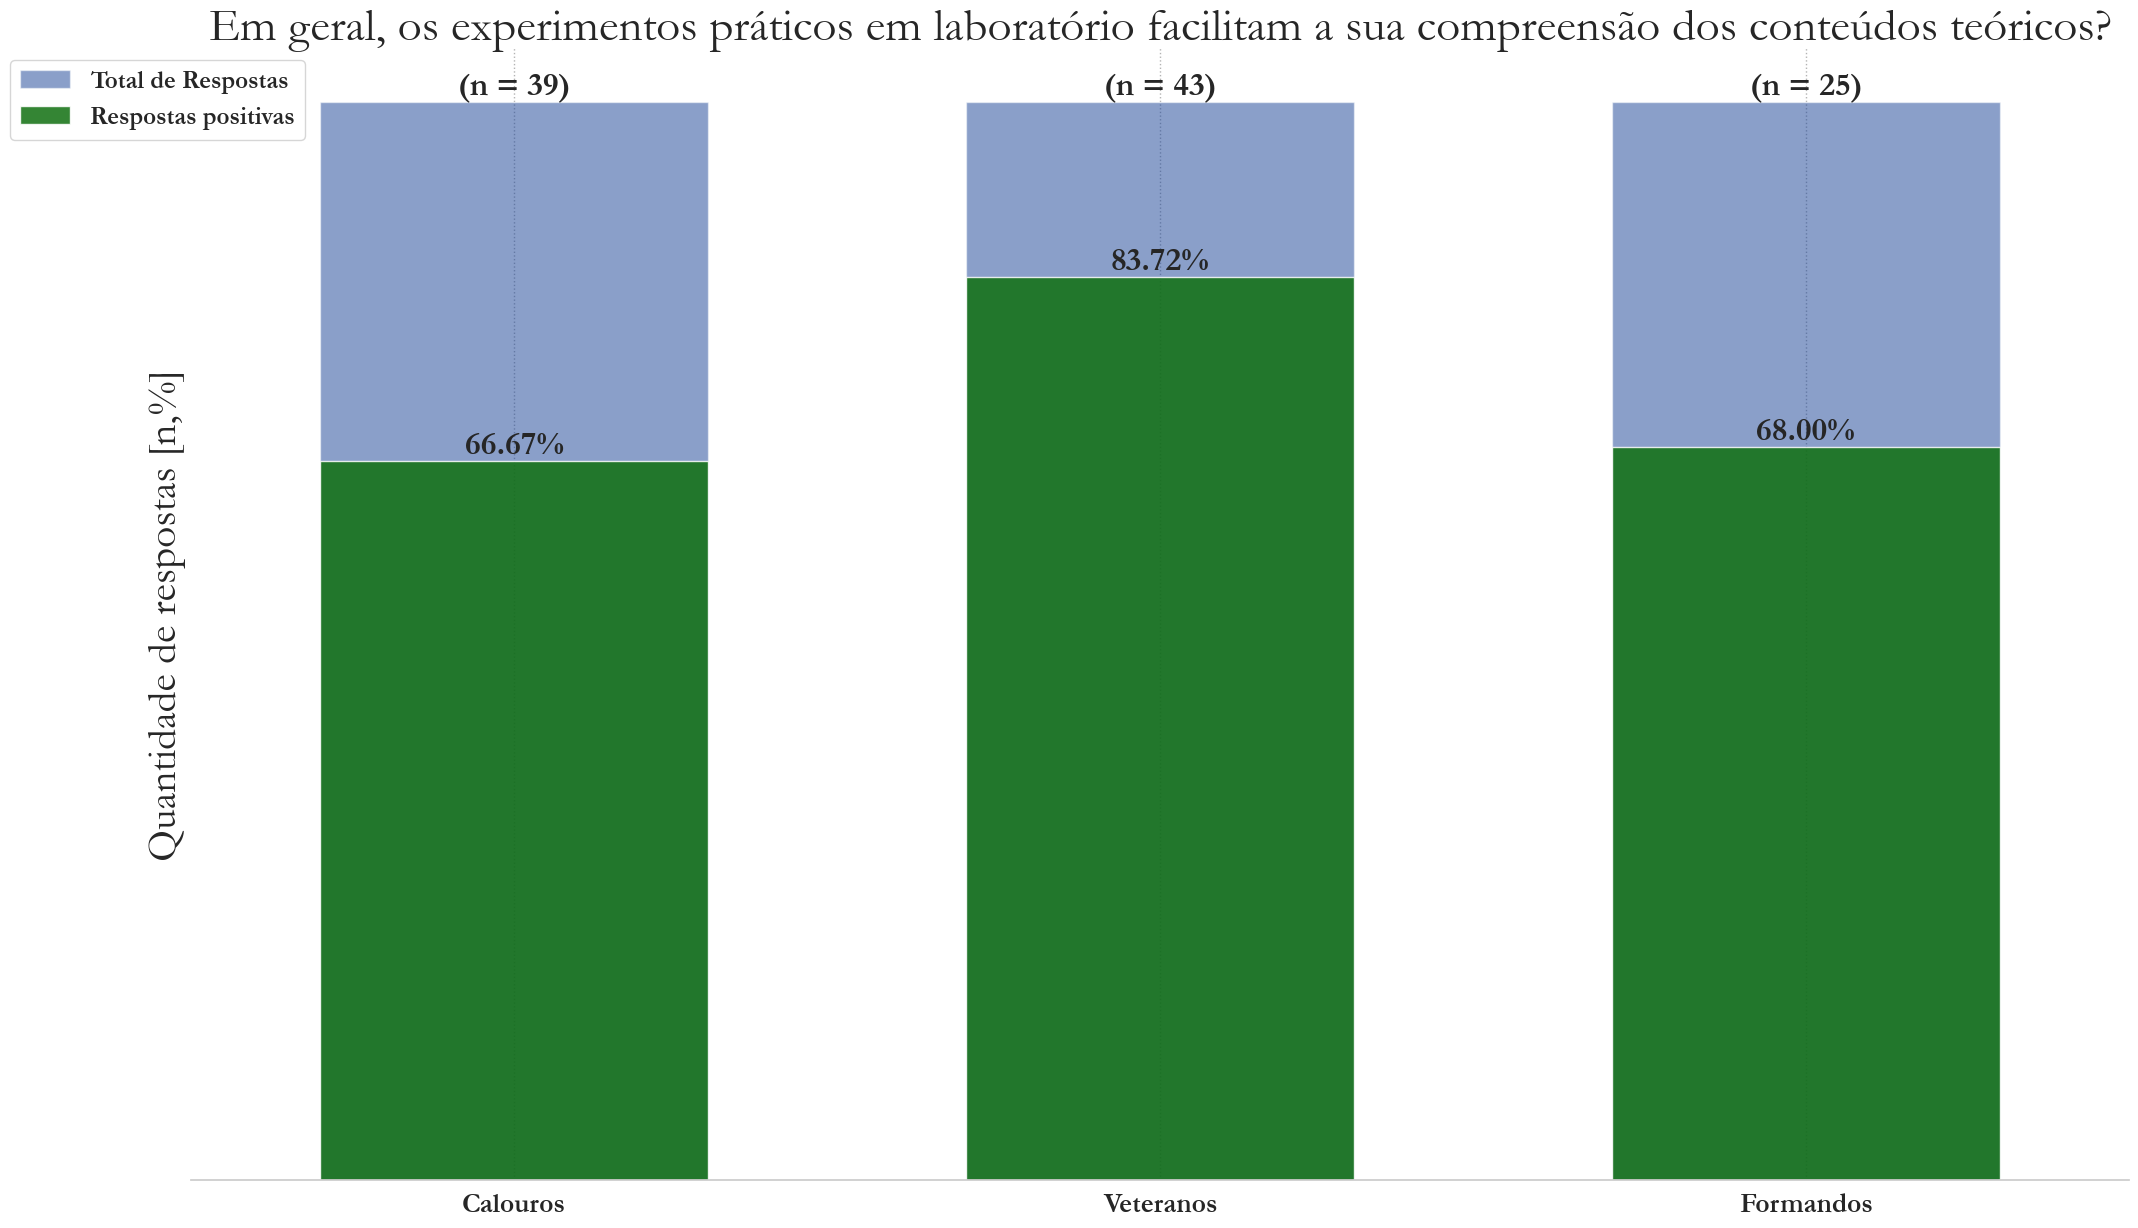 Em geral, os experimentos práticos em laboratório facilitam a sua compreensão dos conteúdos teóricos?
Total de Respostas
Respostas positivas
(n = 39)
(n = 43)
(n = 25)
83.72%
66.67%
68.00%
Quantidade de respostas [n,%]
Calouros
Veteranos
Formandos